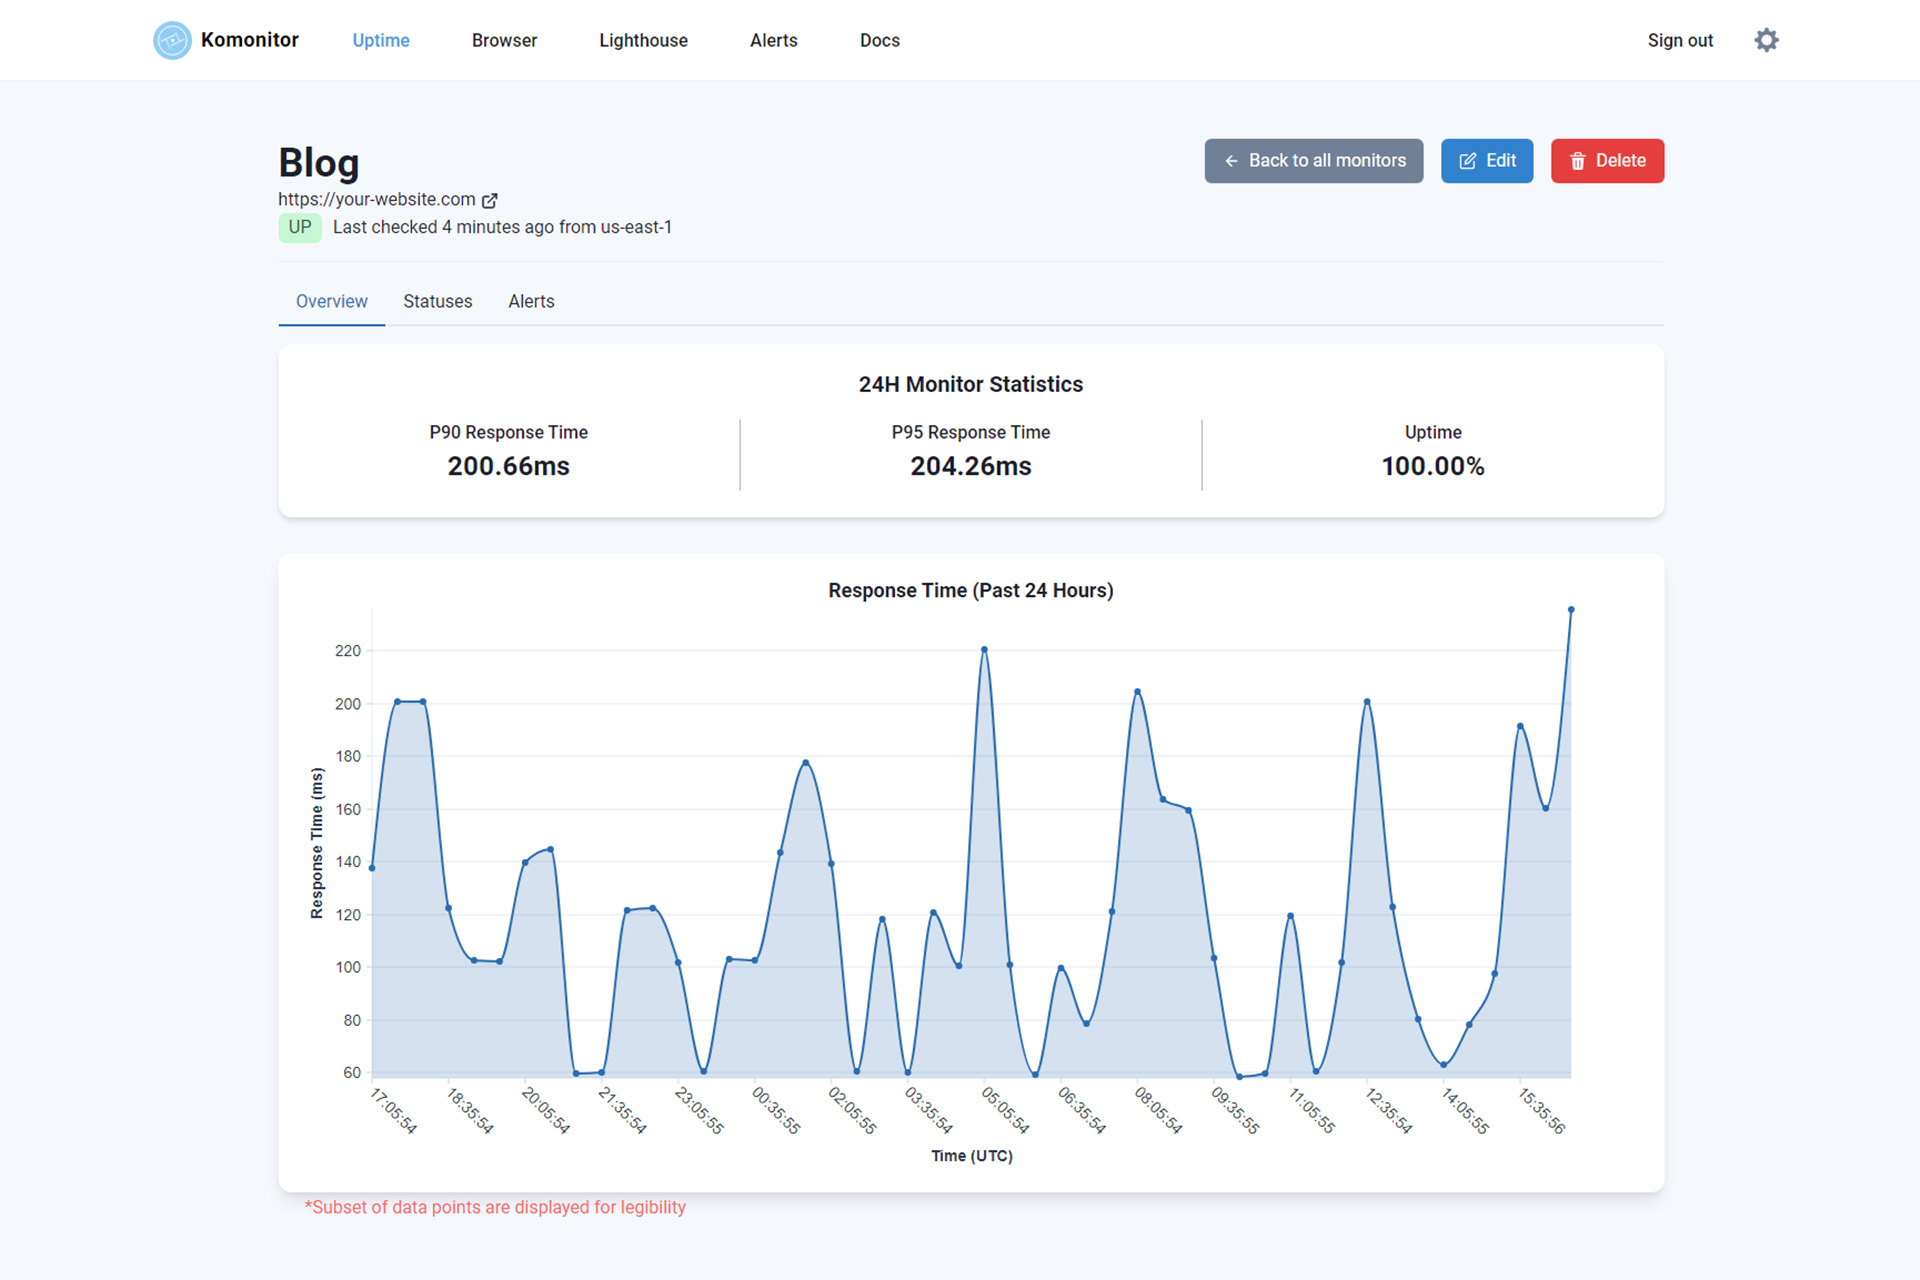 Komonitor Uptime Browser Lighthouse Alerts Docs Sign out
Blog
← Back to all monitors Edit Delete
https://your-website.com
UP Last checked 4 minutes ago from us-east-1
Overview Statuses Alerts
24H Monitor Statistics
P90 Response Time P95 Response Time Uptime
200.66ms 204.26ms 100.00%
Response Time (Past 24 Hours)
Response Time (ms)
220
200
180
160
140
120
100
80
60
17:05:54 18:35:54 20:05:54 21:35:54 23:05:55 00:35:55 02:05:55 03:35:54 05:05:54 06:35:54 08:05:54 09:35:55 11:05:55 12:35:54 14:05:55 15:35:56
Time (UTC)
*Subset of data points are displayed for legibility